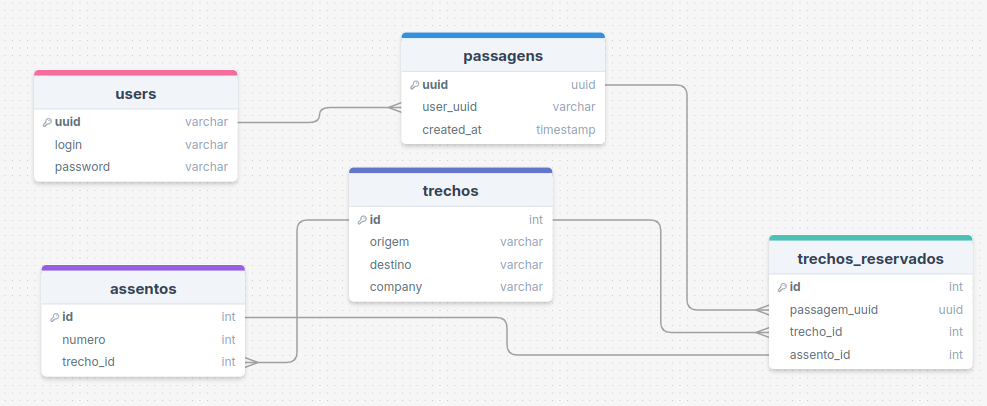 users
uuid varchar
login varchar
password varchar
passagens
uuid uuid
user_uuid varchar
created_at timestamp
trechos
id int
origem varchar
destino varchar
company varchar
assentos
id int
numero int
trecho_id int
trechos_reservados
id int
passagem_uuid uuid
trecho_id int
assento_id int